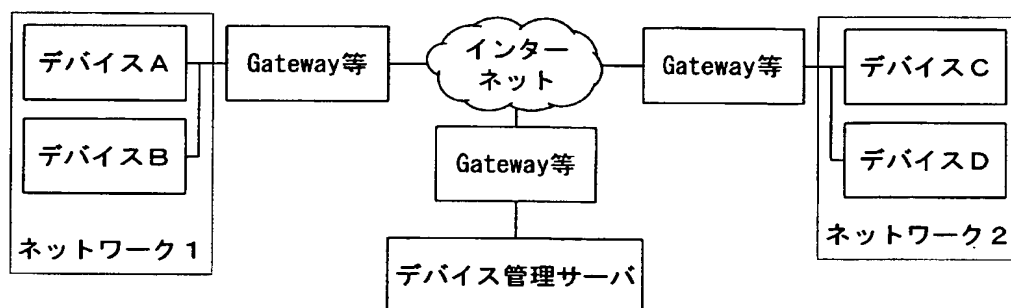 デバイスA
デバイスB
ネットワーク1
Gateway等
インター
ネット
Gateway等
デバイス管理サーバ
Gateway等
デバイスC
デバイスD
ネットワーク2